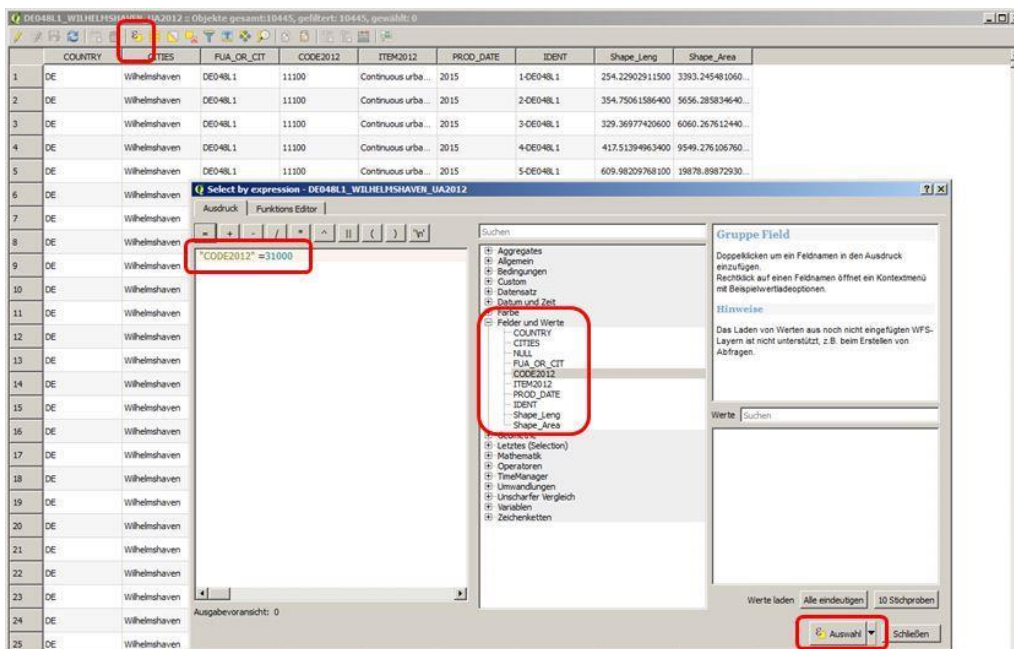 DE048L1_WILHELMSHAVEN_UA2012 :: Objekte gesamt:10445, gefiltert: 10445, gewählt: 0
COUNTRY CITIES FUA_OR_CIT CODE2012 ITEM2012 PROD_DATE IDENT Shape_Leng Shape_Area
1 DE Wilhelmshaven DE048L1 11100 Continuous urba... 2015 1-DE048L1 254.22902911500 3393.245481060...
2 DE Wilhelmshaven DE048L1 11100 Continuous urba... 2015 2-DE048L1 354.75061586400 5656.285834640...
3 DE Wilhelmshaven DE048L1 11100 Continuous urba... 2015 3-DE048L1 329.36977420600 6060.267612440...
4 DE Wilhelmshaven DE048L1 11100 Continuous urba... 2015 4-DE048L1 417.51394963400 9549.276106760...
5 DE Wilhelmshaven DE048L1 11100 Continuous urba... 2015 5-DE048L1 609.98209768100 19878.89872930...
6 DE Wilhelmshaven
7 DE Wilhelmshaven
8 DE Wilhelmshaven
9 DE Wilhelmshaven
10 DE Wilhelmshaven
11 DE Wilhelmshaven
12 DE Wilhelmshaven
13 DE Wilhelmshaven
14 DE Wilhelmshaven
15 DE Wilhelmshaven
16 DE Wilhelmshaven
17 DE Wilhelmshaven
18 DE Wilhelmshaven
19 DE Wilhelmshaven
20 DE Wilhelmshaven
21 DE Wilhelmshaven
22 DE Wilhelmshaven
23 DE Wilhelmshaven
24 DE Wilhelmshaven
25 DE Wilhelmshaven
Select by expression - DE048L1_WILHELMSHAVEN_UA2012
Ausdruck Funktions Editor
= + - / * ^ || ( ) '\n'
"CODE2012" =31000
Ausgabevoransicht: 0
Suchen
Aggregates
Allgemein
Bedingungen
Custom
Datensatz
Datum und Zeit
Farbe
Felder und Werte
COUNTRY
CITIES
NULL
FUA_OR_CIT
CODE2012
ITEM2012
PROD_DATE
IDENT
Shape_Leng
Shape_Area
Geometrie
Letztes (Selection)
Mathematik
Operatoren
TimeManager
Umwandlungen
Unscharfer Vergleich
Variablen
Zeichenketten
Gruppe Field
Doppelklicken um ein Feldnamen in den Ausdruck
einzufügen.
Rechtklick auf einen Feldnamen öffnet ein Kontextmenü
mit Beispielwertladeoptionen.
Hinweise
Das Laden von Werten aus noch nicht eingefügten WFS-
Layern ist nicht unterstützt, z.B. beim Erstellen von
Abfragen.
Werte Suchen
Werte laden Alle eindeutigen 10 Stichproben
Auswahl Schließen